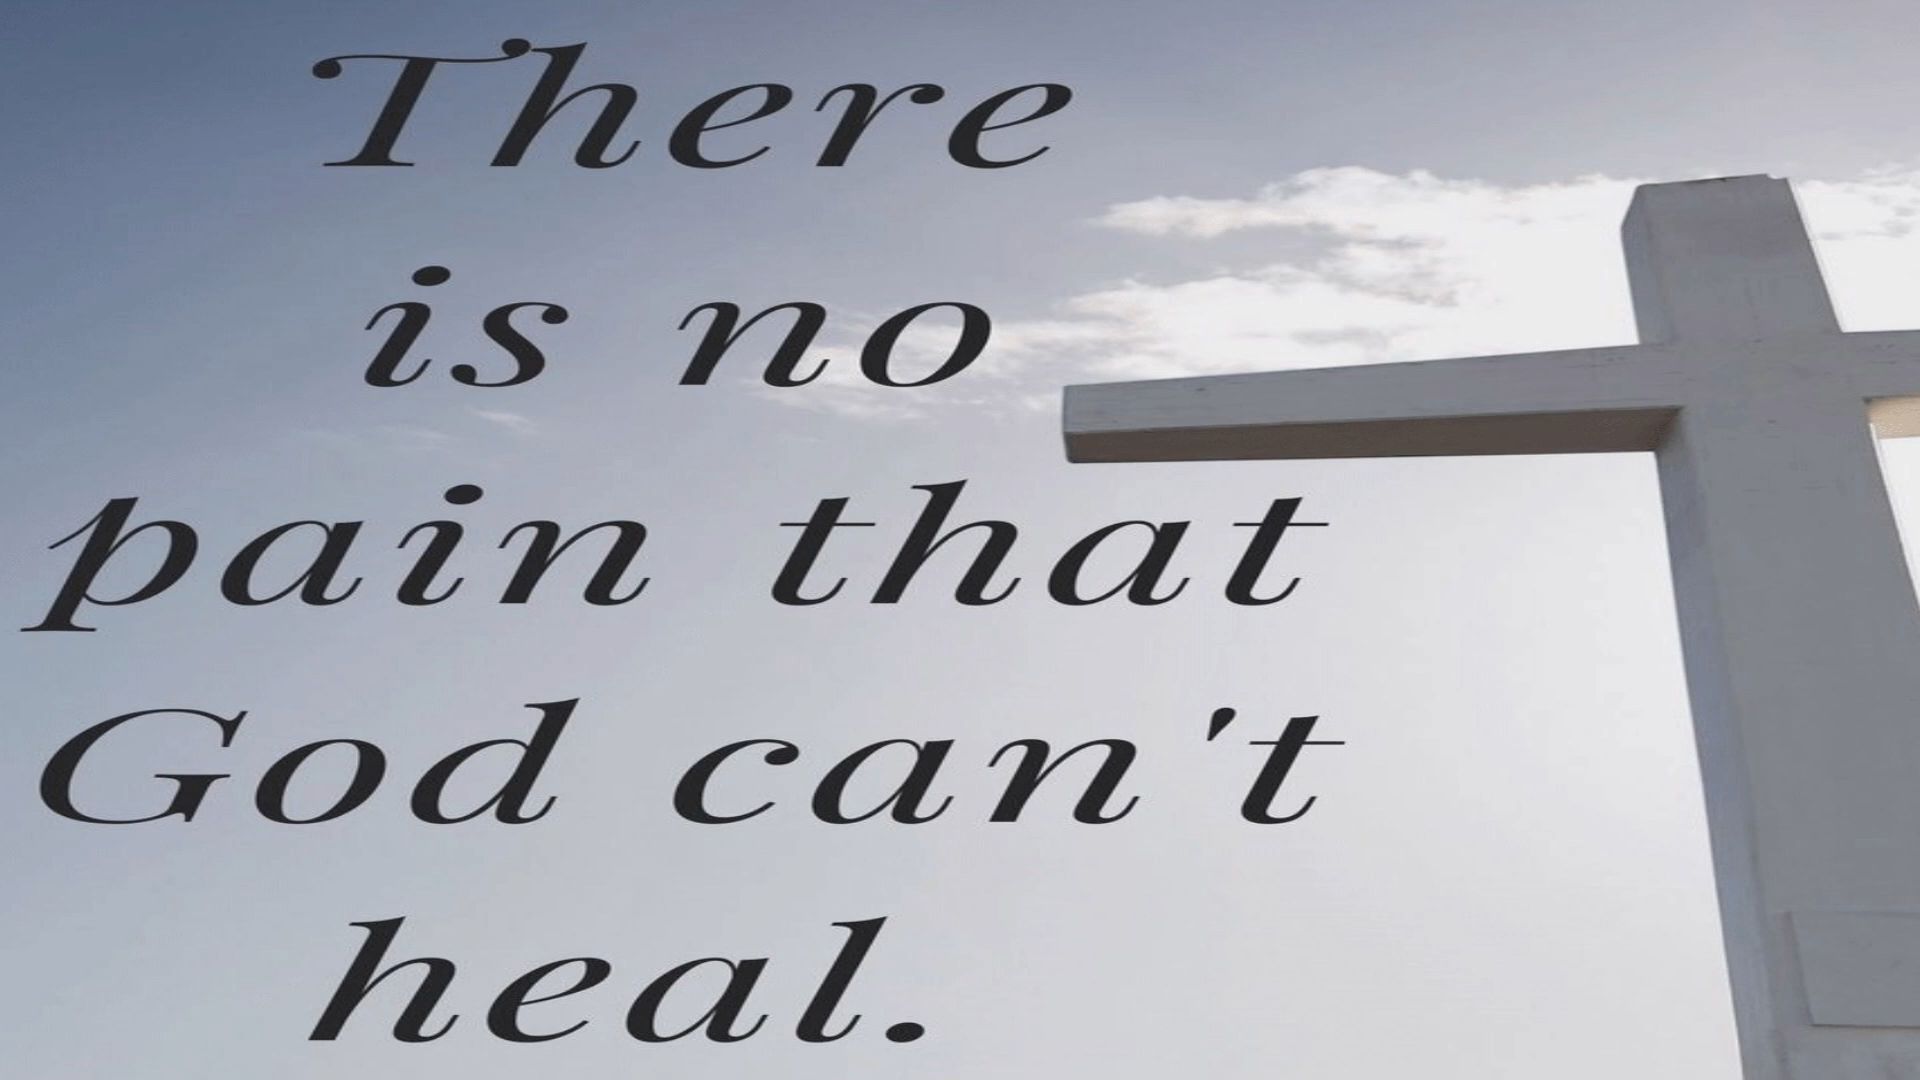 There
is no
pain that
God can't
heal.